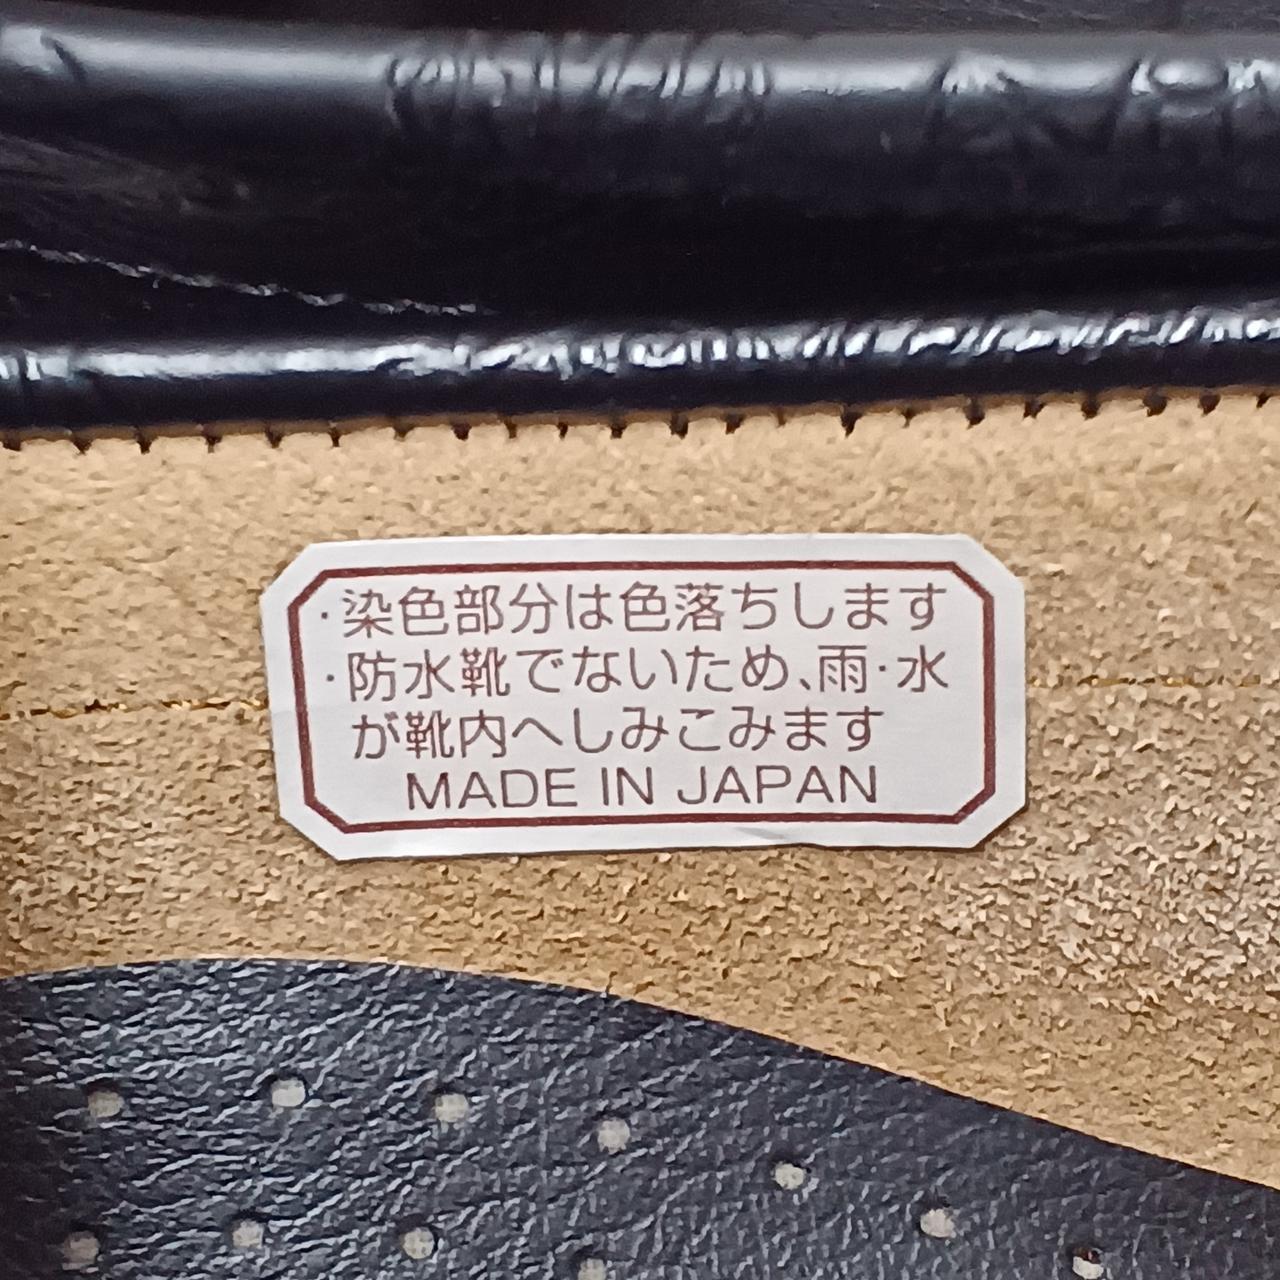 ・染色部分は色落ちします
・防水靴でないため、雨・水
が靴内へしみこみます
MADE IN JAPAN